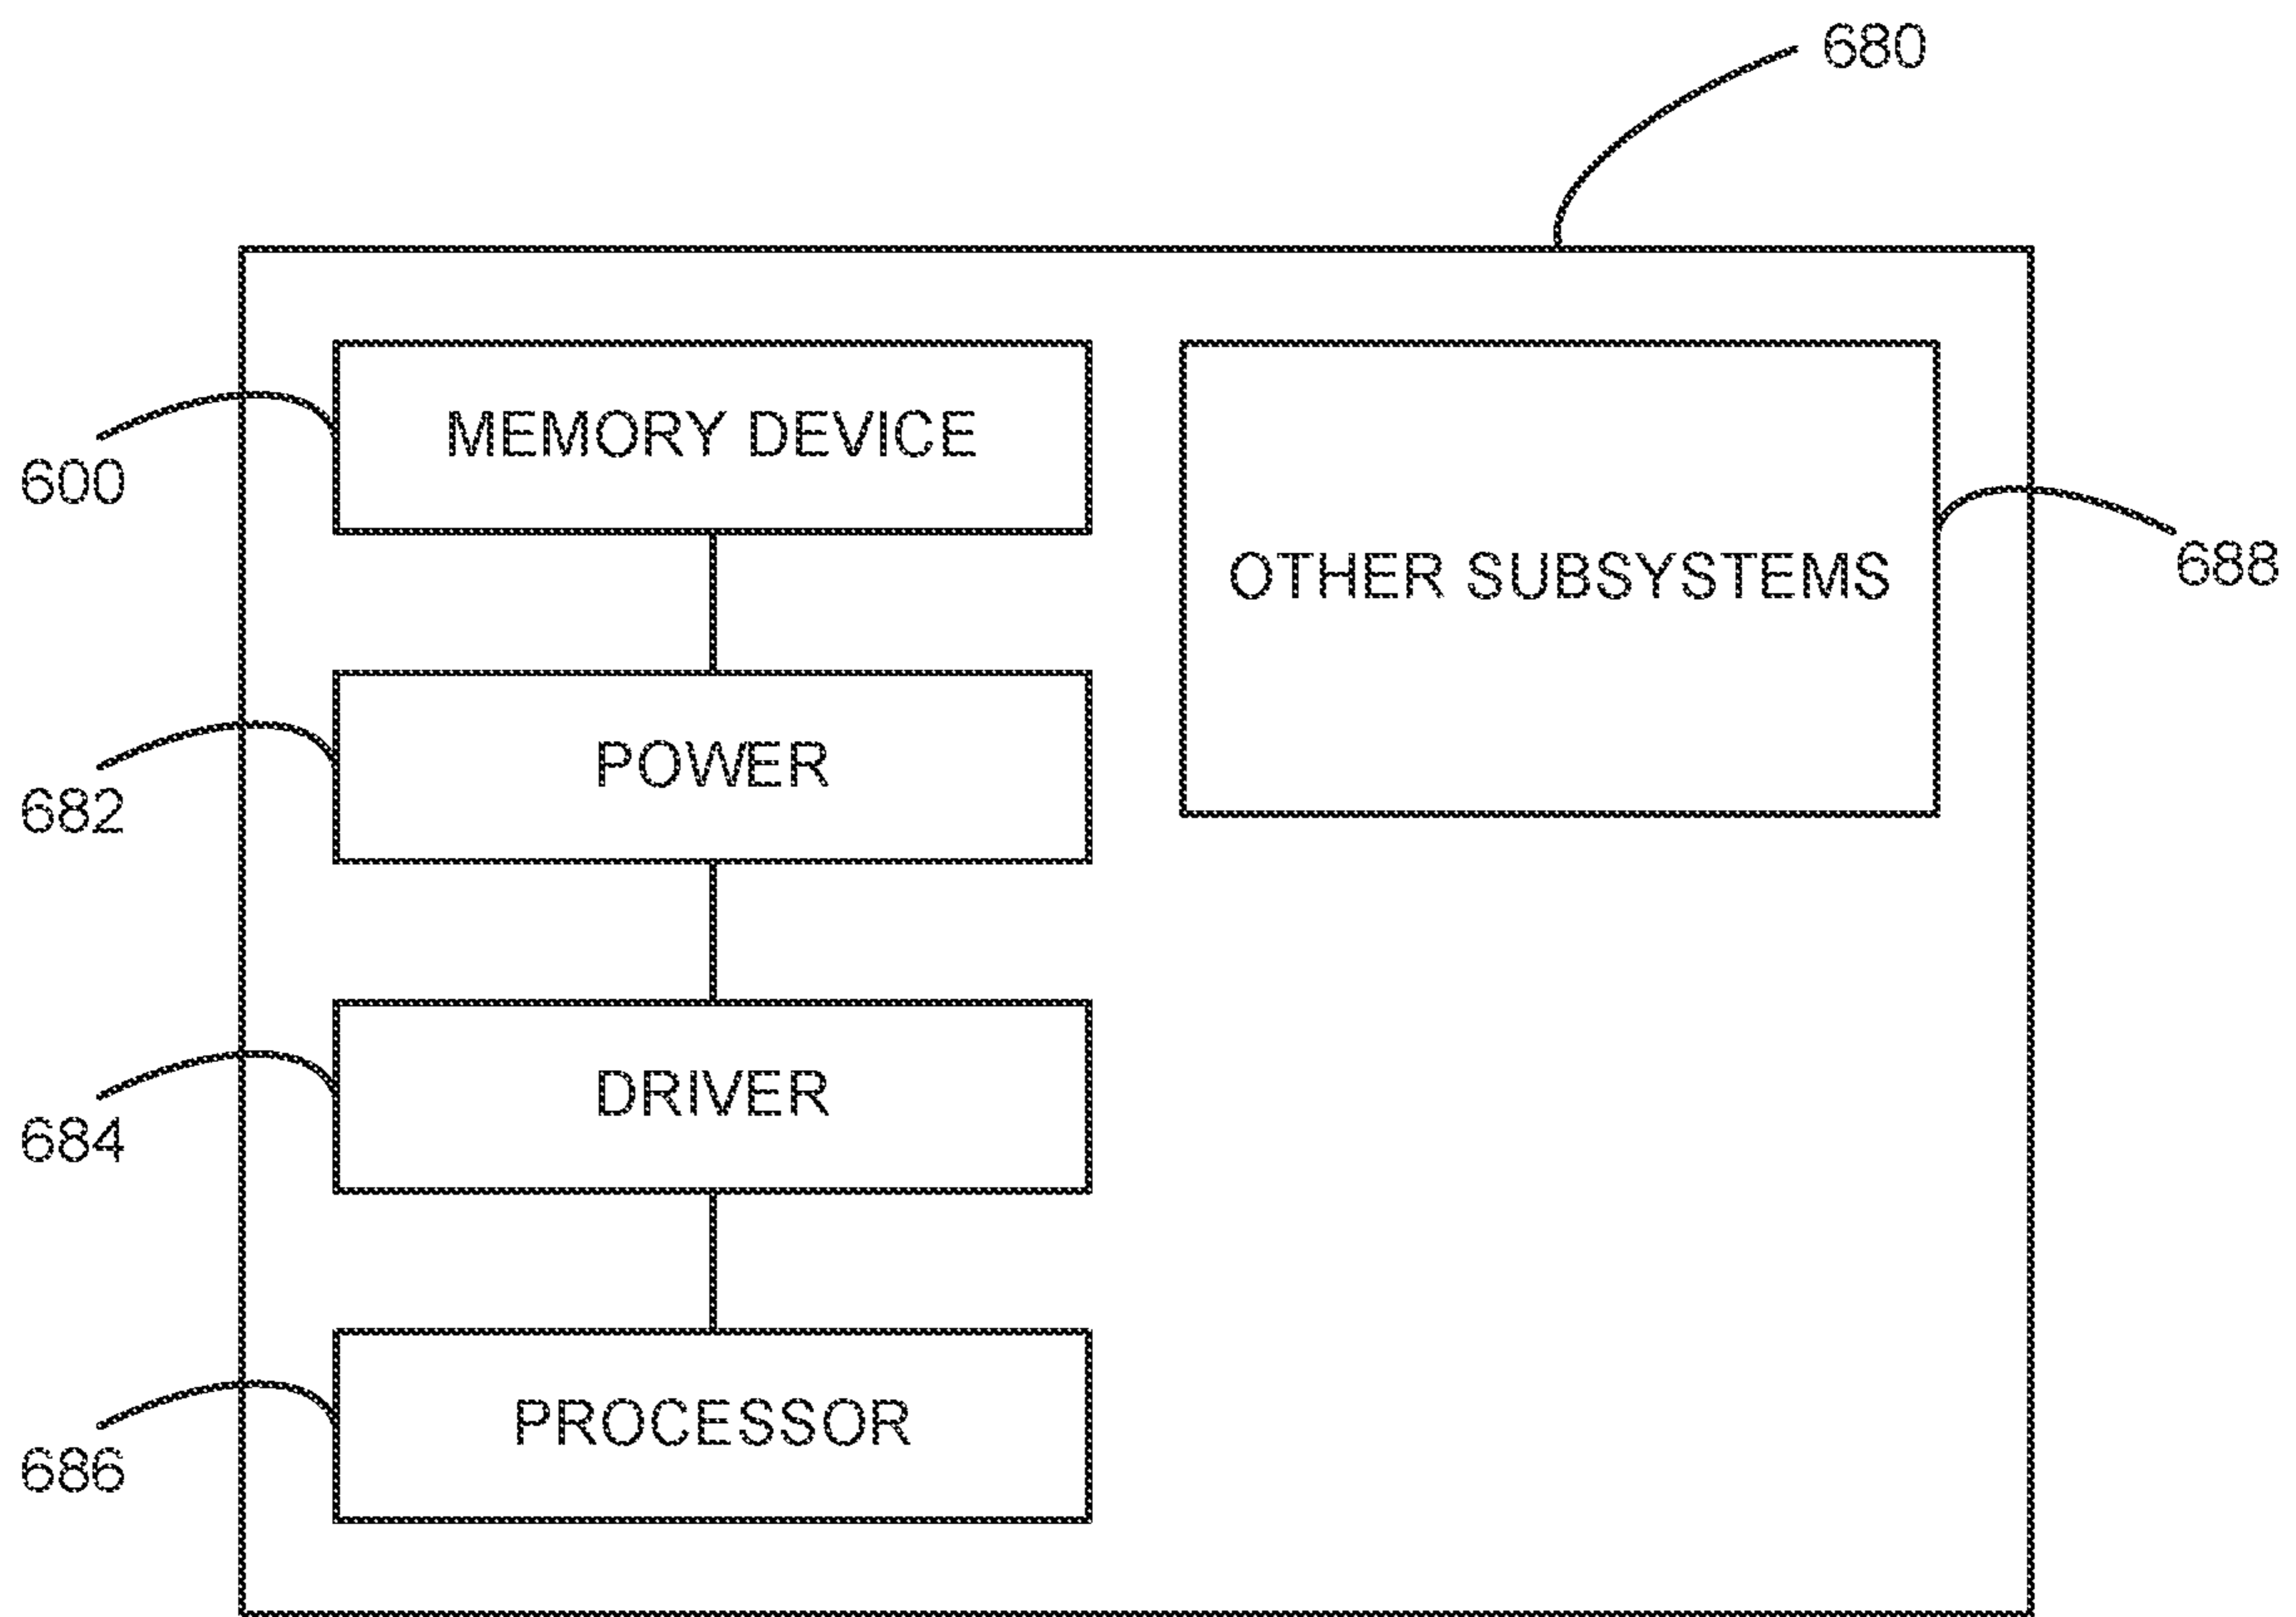 680
MEMORY DEVICE
600
OTHER SUBSYSTEMS
688
POWER
682
DRIVER
684
PROCESSOR
686